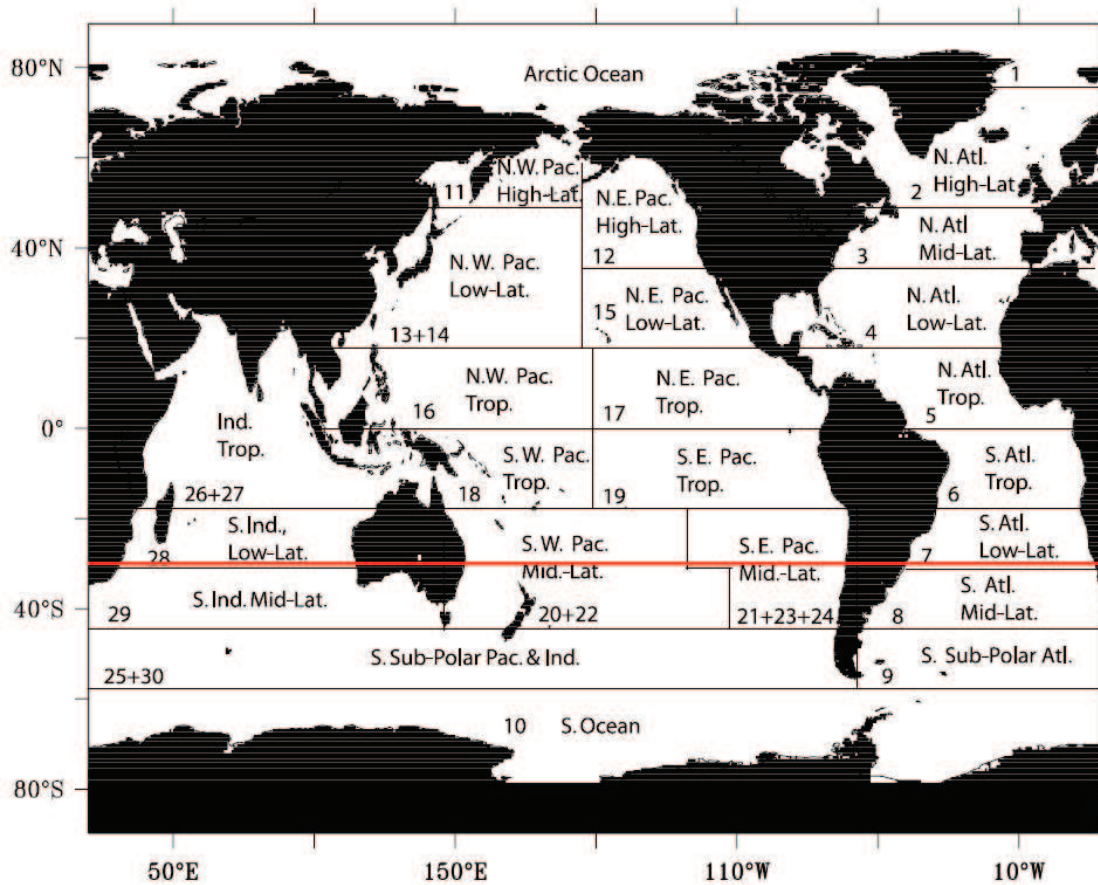 80°N
Arctic Ocean
1
N.W. Pac.
High-Lat.
11
N. Atl.
High-Lat
2
N.E. Pac.
High-Lat.
12
40°N
N. Atl
Mid-Lat.
3
N.W. Pac.
Low-Lat.
13+14
15
N.E. Pac.
Low-Lat.
N. Atl.
Low-Lat.
4
N.W. Pac.
Trop.
16
N.E. Pac.
Trop.
17
N. Atl.
Trop.
5
0°
Ind.
Trop.
26+27
S.W. Pac.
Trop.
18
S.E. Pac.
Trop.
19
S. Atl.
Trop.
6
S. Ind.,
Low-Lat.
28
S.W. Pac.
Mid.-Lat.
20+22
S.E. Pac.
Mid.-Lat.
21+23+24
S. Atl.
Low-Lat.
7
40°S
S. Ind. Mid-Lat.
29
S. Atl.
Mid-Lat.
8
S. Sub-Polar Pac. & Ind.
25+30
S. Sub-Polar Atl.
9
10 S. Ocean
80°S
50°E 150°E 110°W 10°W